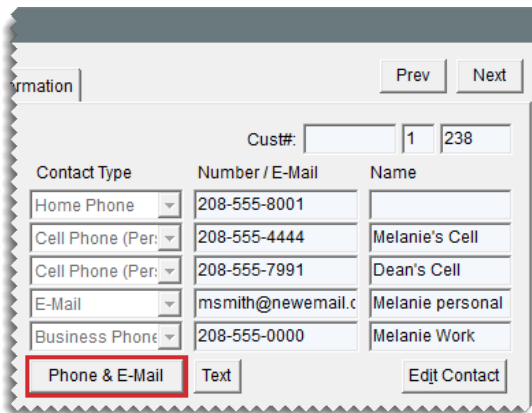 Prev Next
ormation
Cust#: 1 238
Contact Type Number / E-Mail Name
Home Phone 208-555-8001
Cell Phone (Per: 208-555-4444 Melanie's Cell
Cell Phone (Per: 208-555-7991 Dean's Cell
E-Mail msmith@newemail.c Melanie personal
Business Phone 208-555-0000 Melanie Work
Phone & E-Mail Text Edit Contact